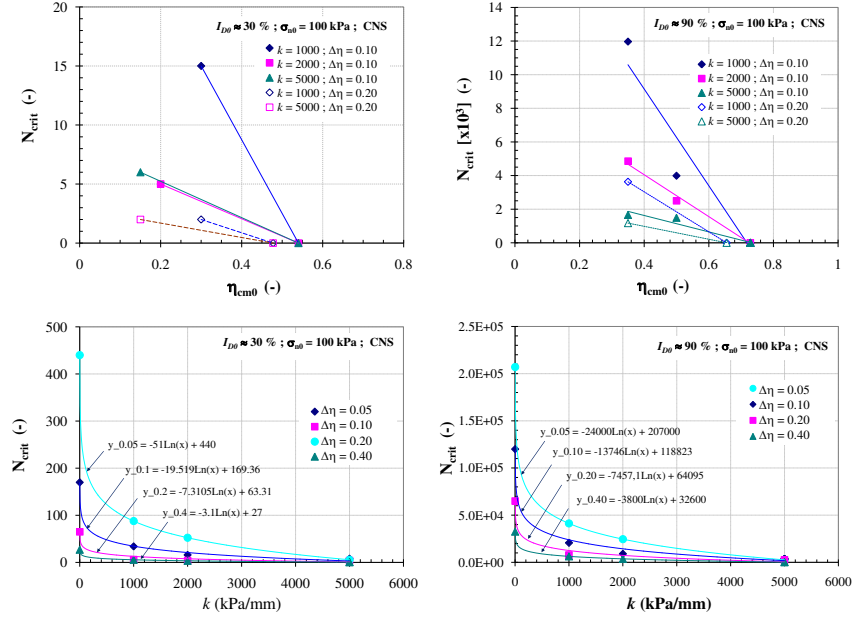 I_D0 ≈ 30 % ; σ_n0 = 100 kPa ; CNS
k = 1000 ; Δη = 0.10
k = 2000 ; Δη = 0.10
k = 5000 ; Δη = 0.10
k = 1000 ; Δη = 0.20
k = 5000 ; Δη = 0.20
N_crit (-)
20
15
10
5
0
0
0.2
0.4
0.6
0.8
η_cm0 (-)
I_D0 ≈ 90 % ; σ_n0 = 100 kPa ; CNS
k = 1000 ; Δη = 0.10
k = 2000 ; Δη = 0.10
k = 5000 ; Δη = 0.10
k = 1000 ; Δη = 0.20
k = 5000 ; Δη = 0.20
N_crit [x10³] (-)
14
12
10
8
6
4
2
0
0
0.2
0.4
0.6
0.8
1
η_cm0 (-)
I_D0 ≈ 30 % ; σ_n0 = 100 kPa ; CNS
Δη = 0.05
Δη = 0.10
Δη = 0.20
Δη = 0.40
y_0.05 = -51Ln(x) + 440
y_0.1 = -19.519Ln(x) + 169.36
y_0.2 = -7.3105Ln(x) + 63.31
y_0.4 = -3.1Ln(x) + 27
N_crit (-)
500
400
300
200
100
0
0
1000
2000
3000
4000
5000
6000
k (kPa/mm)
I_D0 ≈ 90 % ; σ_n0 = 100 kPa ; CNS
Δη = 0.05
Δη = 0.10
Δη = 0.20
Δη = 0.40
y_0.05 = -24000Ln(x) + 207000
y_0.10 = -13746Ln(x) + 118823
y_0.20 = -7457,1Ln(x) + 64095
y_0.40 = -3800Ln(x) + 32600
N_crit (-)
2.5E+05
2.0E+05
1.5E+05
1.0E+05
5.0E+04
0.0E+00
0
1000
2000
3000
4000
5000
6000
k (kPa/mm)